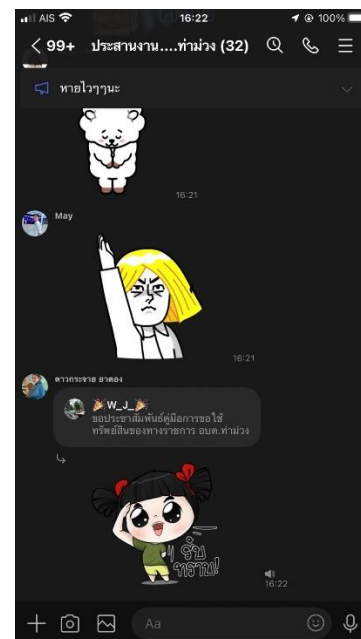 AIS
16:22
100%
99+ ประสานงาน....ท่าม่วง (32)
หายไวๆๆนะ
16:21
May
16:21
ดาวกระจาย ยาดอง
W_J_
ขอประชาสัมพันธ์คู่มือการขอใช้
ทรัพย์สินของทางราชการ อบต.ท่าม่วง
รับ
ทราบ!
16:22
Aa